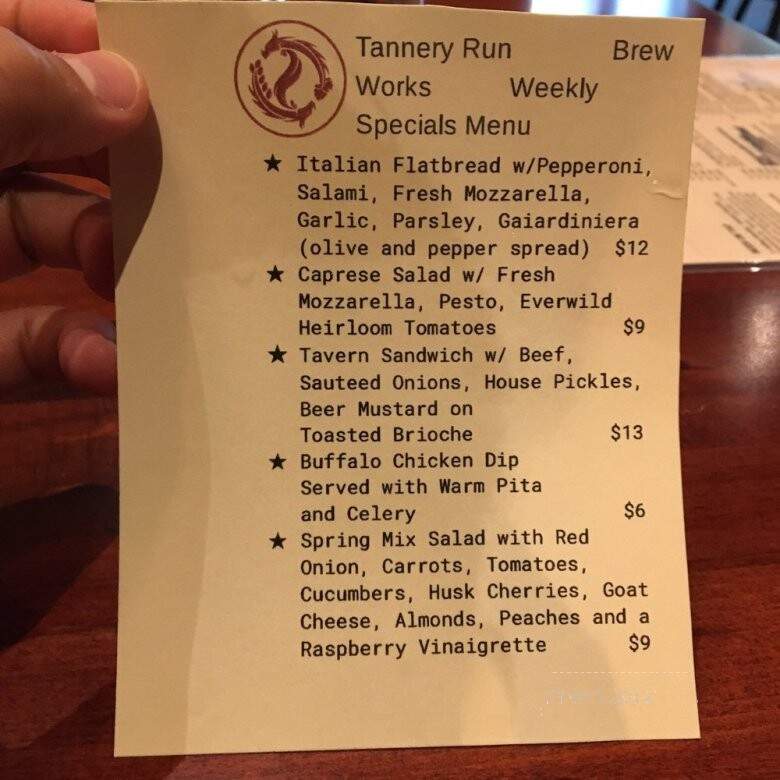 Tannery Run Brew
Works Weekly
Specials Menu
★ Italian Flatbread w/Pepperoni,
Salami, Fresh Mozzarella,
Garlic, Parsley, Gaiardiniera
(olive and pepper spread) $12
★ Caprese Salad w/ Fresh
Mozzarella, Pesto, Everwild
Heirloom Tomatoes $9
★ Tavern Sandwich w/ Beef,
Sauteed Onions, House Pickles,
Beer Mustard on
Toasted Brioche $13
★ Buffalo Chicken Dip
Served with Warm Pita
and Celery $6
★ Spring Mix Salad with Red
Onion, Carrots, Tomatoes,
Cucumbers, Husk Cherries, Goat
Cheese, Almonds, Peaches and a
Raspberry Vinaigrette $9